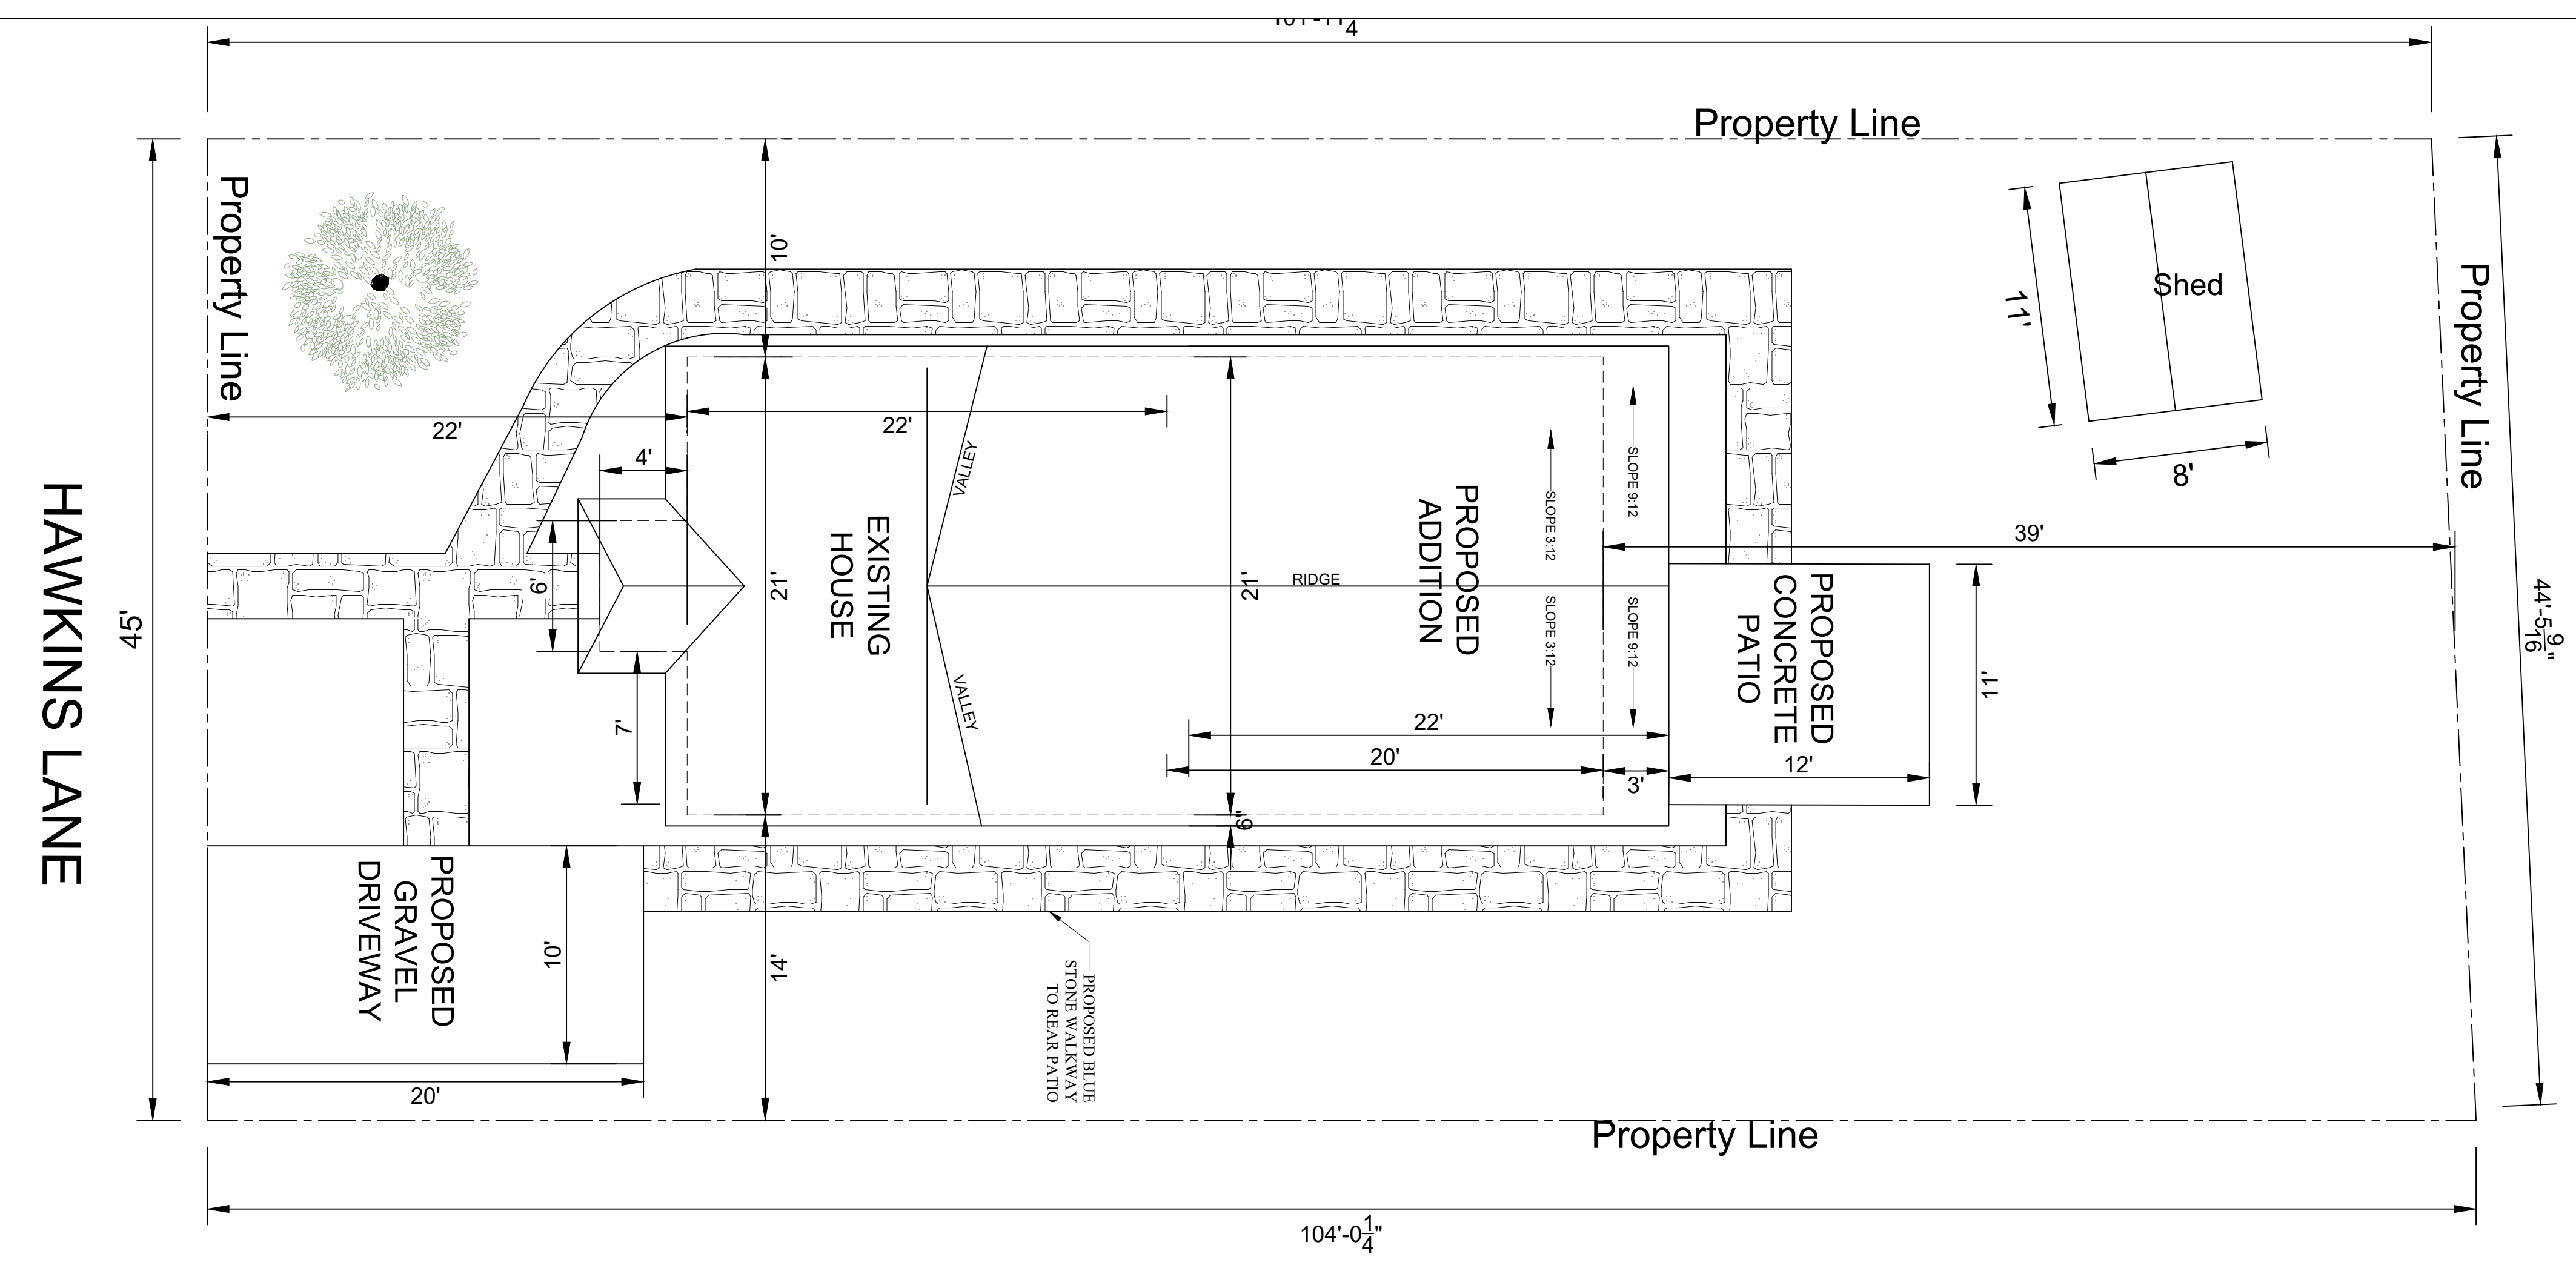 Property Line
Property Line
10'
Shed
11'
8'
Property Line
HAWKINS LANE
45'
22'
22'
4'
6'
7'
21'
EXISTING
HOUSE
VALLEY
VALLEY
21'
RIDGE
PROPOSED
ADDITION
SLOPE 3:12
SLOPE 9:12
SLOPE 3:12
SLOPE 9:12
39'
PROPOSED
CONCRETE
PATIO
11'
12'
22'
20'
3'
6"
44'-5 9/16"
PROPOSED
GRAVEL
DRIVEWAY
10'
20'
14'
PROPOSED BLUE
STONE WALKWAY
TO REAR PATIO
Property Line
104'-0 1/4"